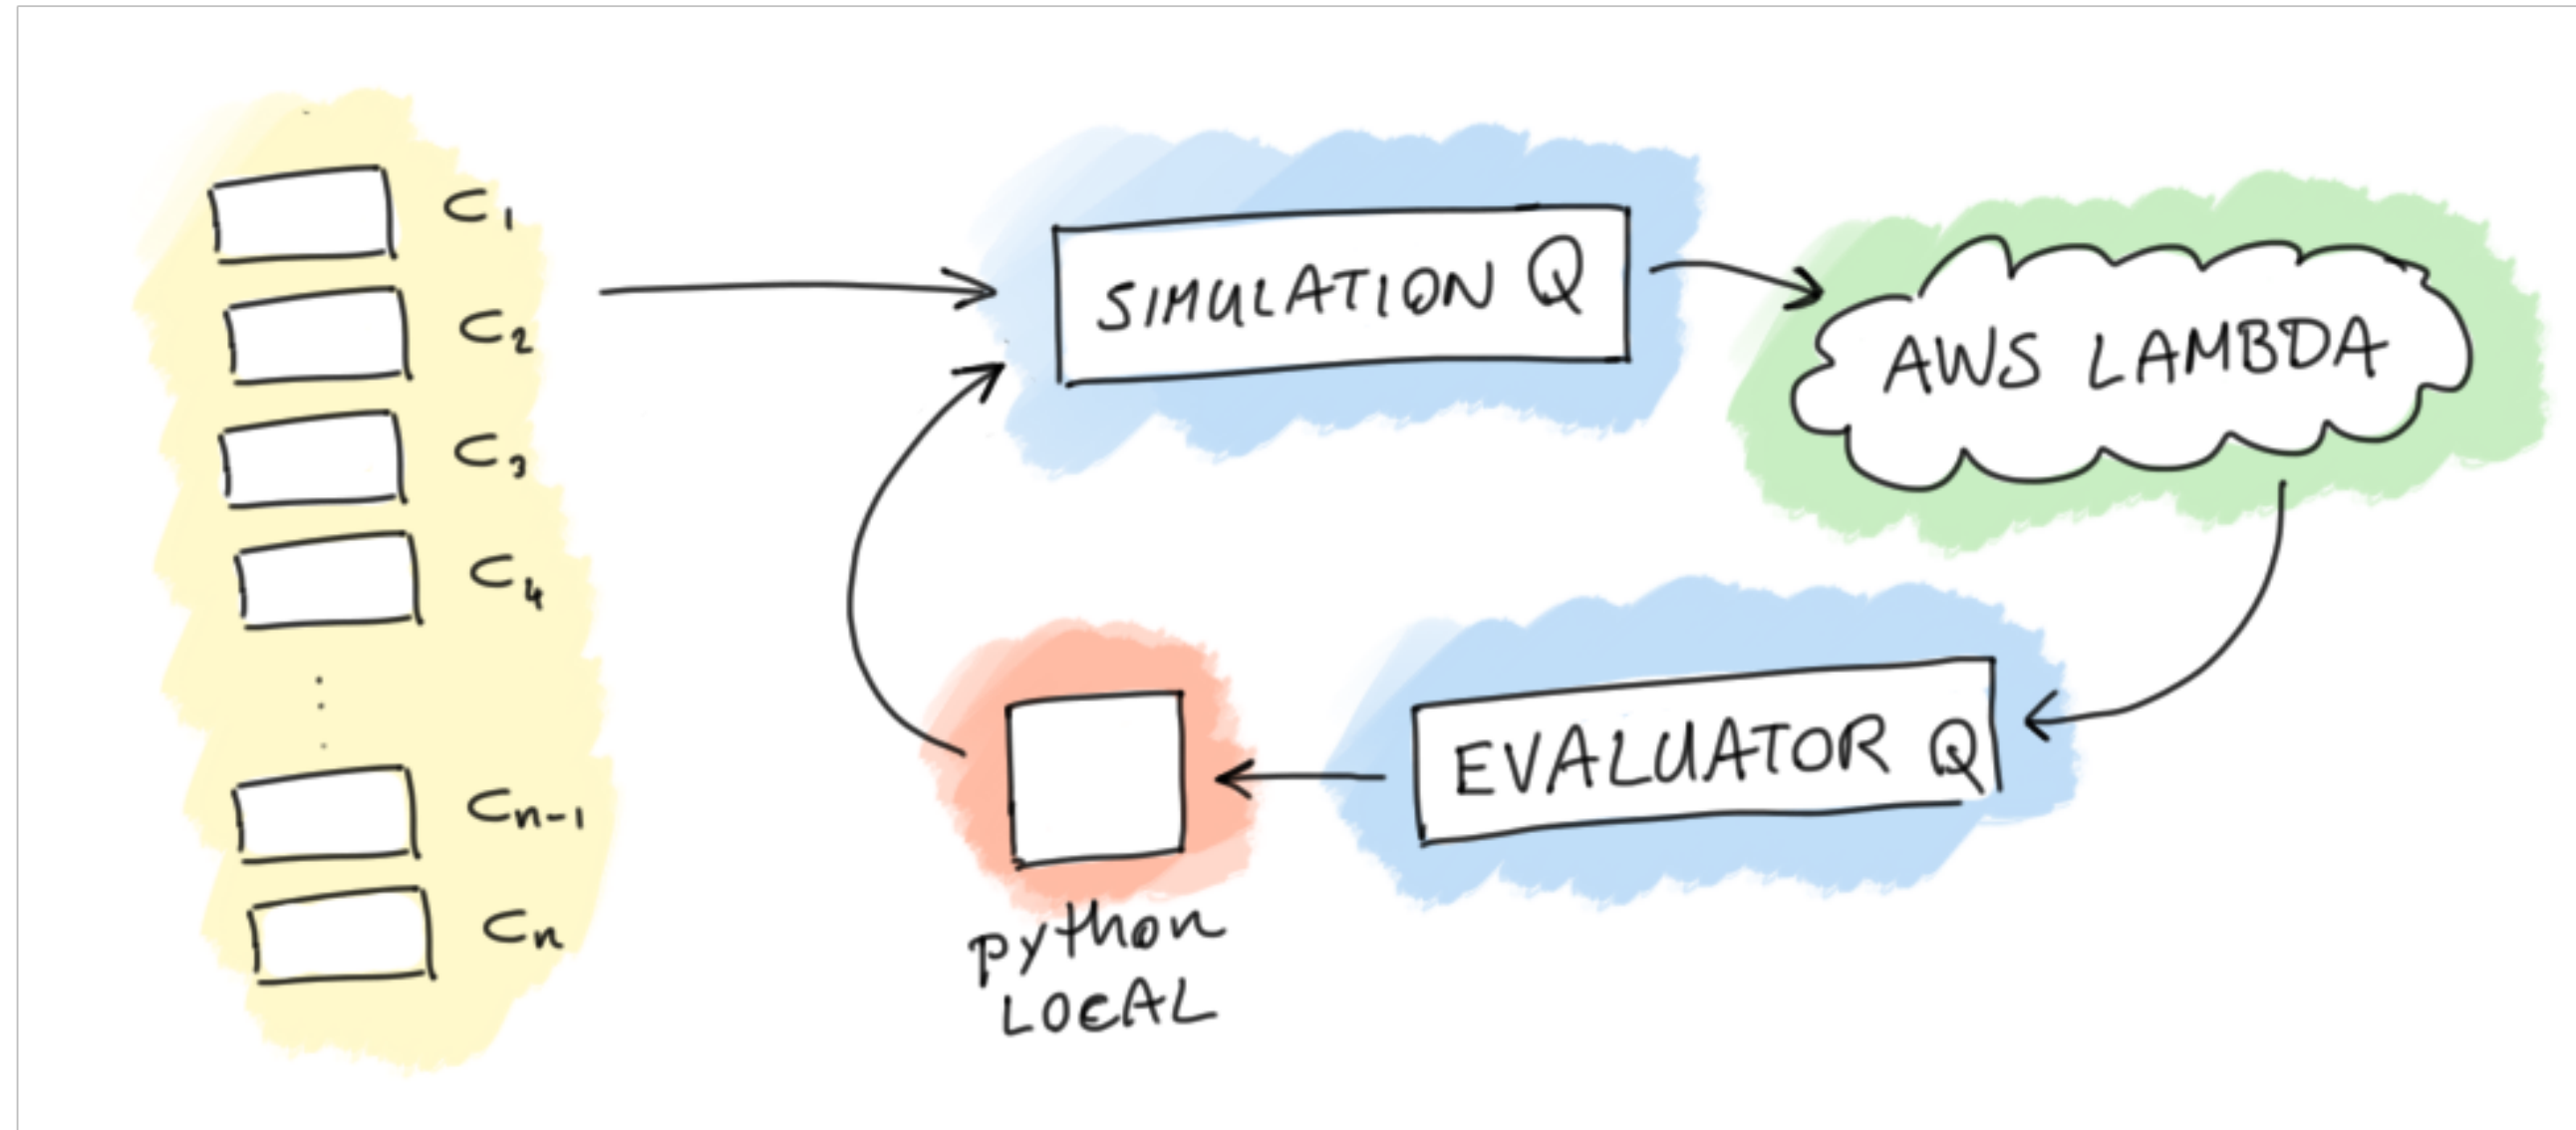 C1
C2
C3
C4
Cn-1
Cn
SIMULATION Q
AWS LAMBDA
EVALUATOR Q
python
LOCAL